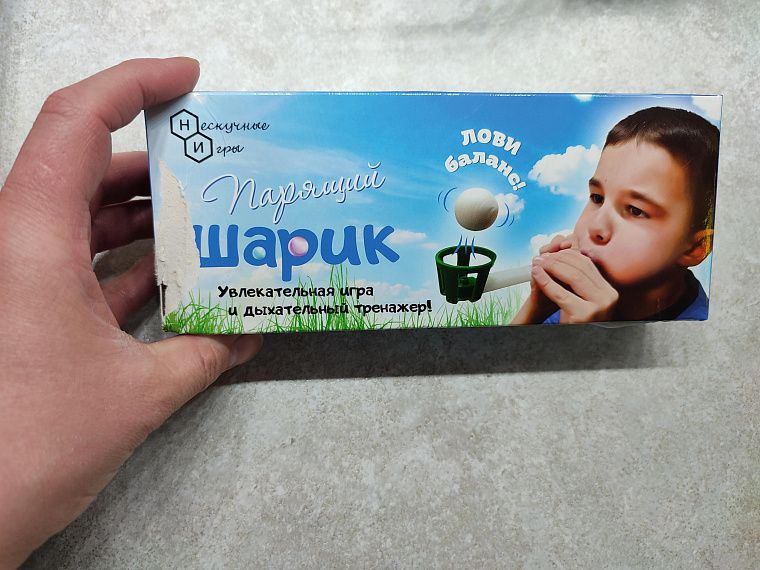 Нескучные
Игры
ЛОВИ
баланс!
Парящий
шарик
Увлекательная игра
и дыхательный тренажер!